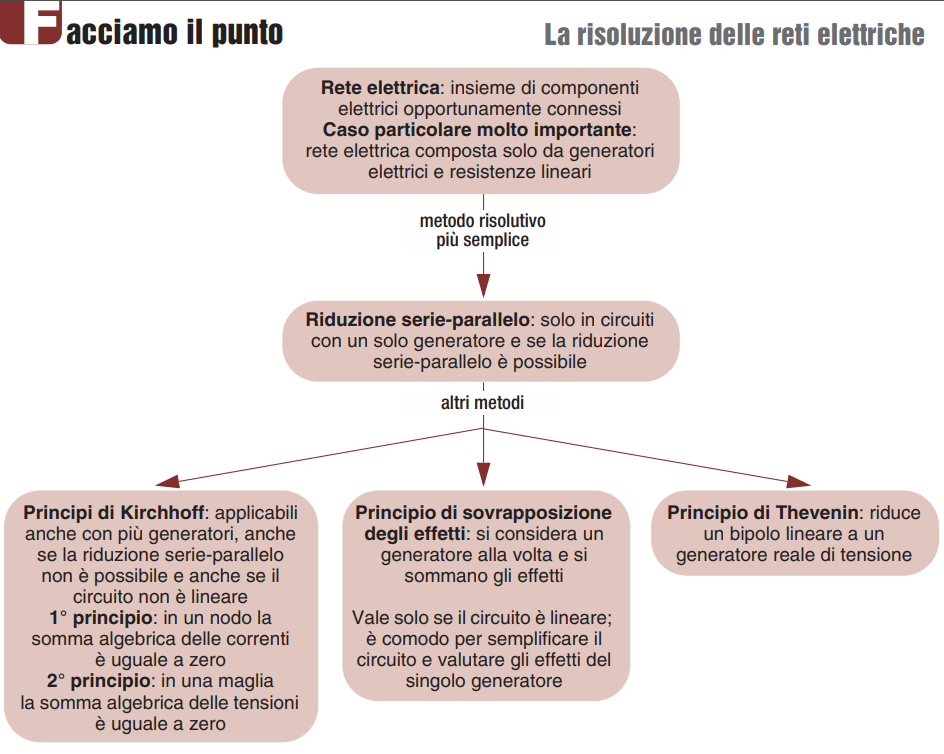 Facciamo il punto
La risoluzione delle reti elettriche
Rete elettrica: insieme di componenti
elettrici opportunamente connessi
Caso particolare molto importante:
rete elettrica composta solo da generatori
elettrici e resistenze lineari
metodo risolutivo
più semplice
Riduzione serie-parallelo: solo in circuiti
con un solo generatore e se la riduzione
serie-parallelo è possibile
altri metodi
Principi di Kirchhoff: applicabili
anche con più generatori, anche
se la riduzione serie-parallelo
non è possibile e anche se il
circuito non è lineare
1° principio: in un nodo la
somma algebrica delle correnti
è uguale a zero
2° principio: in una maglia
la somma algebrica delle tensioni
è uguale a zero
Principio di sovrapposizione
degli effetti: si considera un
generatore alla volta e si
sommano gli effetti
Vale solo se il circuito è lineare;
è comodo per semplificare il
circuito e valutare gli effetti del
singolo generatore
Principio di Thevenin: riduce
un bipolo lineare a un
generatore reale di tensione